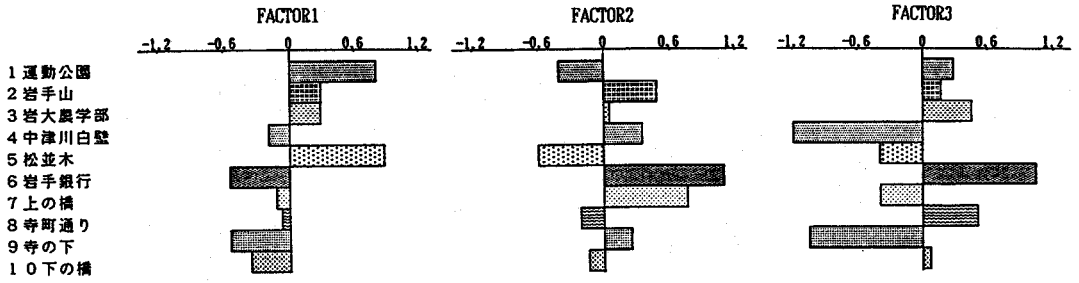 FACTOR1 FACTOR2 FACTOR3
-1,2 -0,6 0 0,6 1,2 -1,2 -0,6 0 0,6 1,2 -1,2 -0,6 0 0,6 1,2
1 運動公園
2 岩手山
3 岩大農学部
4 中津川白壁
5 松並木
6 岩手銀行
7 上の橋
8 寺町通り
9 寺の下
10下の橋